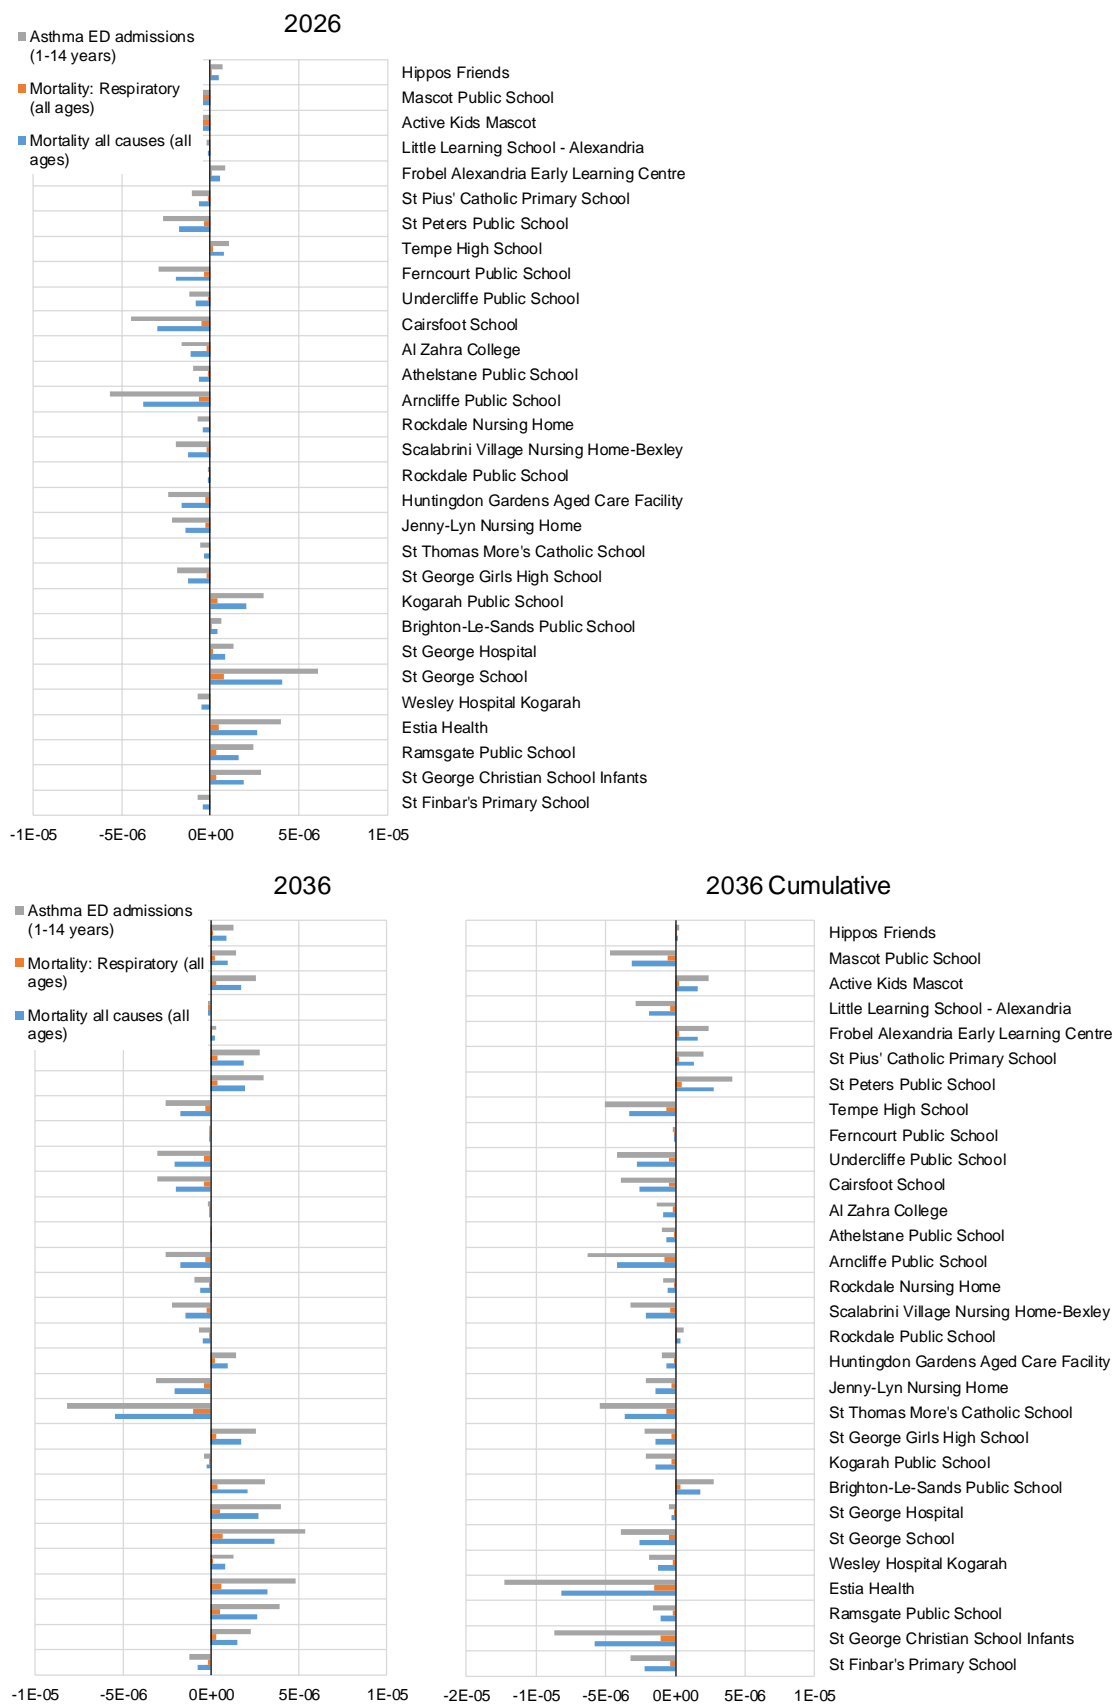 2026
Asthma ED admissions
(1-14 years)
Mortality: Respiratory
(all ages)
Mortality all causes (all
ages)
Hippos Friends
Mascot Public School
Active Kids Mascot
Little Learning School - Alexandria
Frobel Alexandria Early Learning Centre
St Pius' Catholic Primary School
St Peters Public School
Tempe High School
Ferncourt Public School
Undercliffe Public School
Cairsfoot School
Al Zahra College
Athelstane Public School
Arncliffe Public School
Rockdale Nursing Home
Scalabrini Village Nursing Home-Bexley
Rockdale Public School
Huntingdon Gardens Aged Care Facility
Jenny-Lyn Nursing Home
St Thomas More's Catholic School
St George Girls High School
Kogarah Public School
Brighton-Le-Sands Public School
St George Hospital
St George School
Wesley Hospital Kogarah
Estia Health
Ramsgate Public School
St George Christian School Infants
St Finbar's Primary School
-1E-05 -5E-06 0E+00 5E-06 1E-05
2036
Asthma ED admissions
(1-14 years)
Mortality: Respiratory (all
ages)
Mortality all causes (all
ages)
-1E-05 -5E-06 0E+00 5E-06 1E-05
2036 Cumulative
Hippos Friends
Mascot Public School
Active Kids Mascot
Little Learning School - Alexandria
Frobel Alexandria Early Learning Centre
St Pius' Catholic Primary School
St Peters Public School
Tempe High School
Ferncourt Public School
Undercliffe Public School
Cairsfoot School
Al Zahra College
Athelstane Public School
Arncliffe Public School
Rockdale Nursing Home
Scalabrini Village Nursing Home-Bexley
Rockdale Public School
Huntingdon Gardens Aged Care Facility
Jenny-Lyn Nursing Home
St Thomas More's Catholic School
St George Girls High School
Kogarah Public School
Brighton-Le-Sands Public School
St George Hospital
St George School
Wesley Hospital Kogarah
Estia Health
Ramsgate Public School
St George Christian School Infants
St Finbar's Primary School
-2E-05 -1E-05 -5E-06 0E+00 5E-06 1E-05